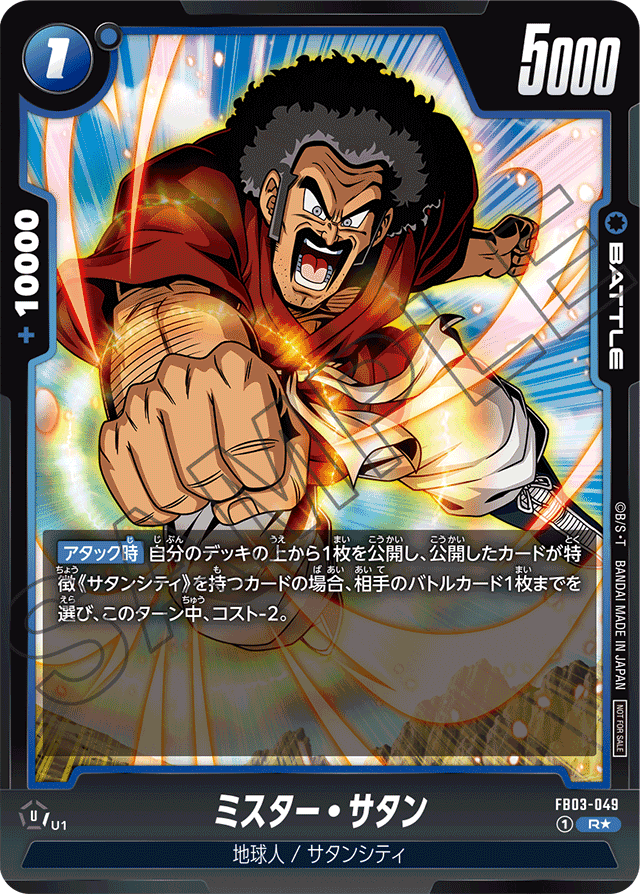 1
5000
+10000
BATTLE
SAMPLE
アタック時 自分のデッキの上から1枚を公開し、公開したカードが特
徴《サタンシティ》を持つカードの場合、相手のバトルカード1枚までを
選び、このターン中、コスト-2。
©B/S・T BANDAI MADE IN JAPAN
NOT FOR SALE
ミスター・サタン
FB03-049
U U1
1 R★
地球人 / サタンシティ